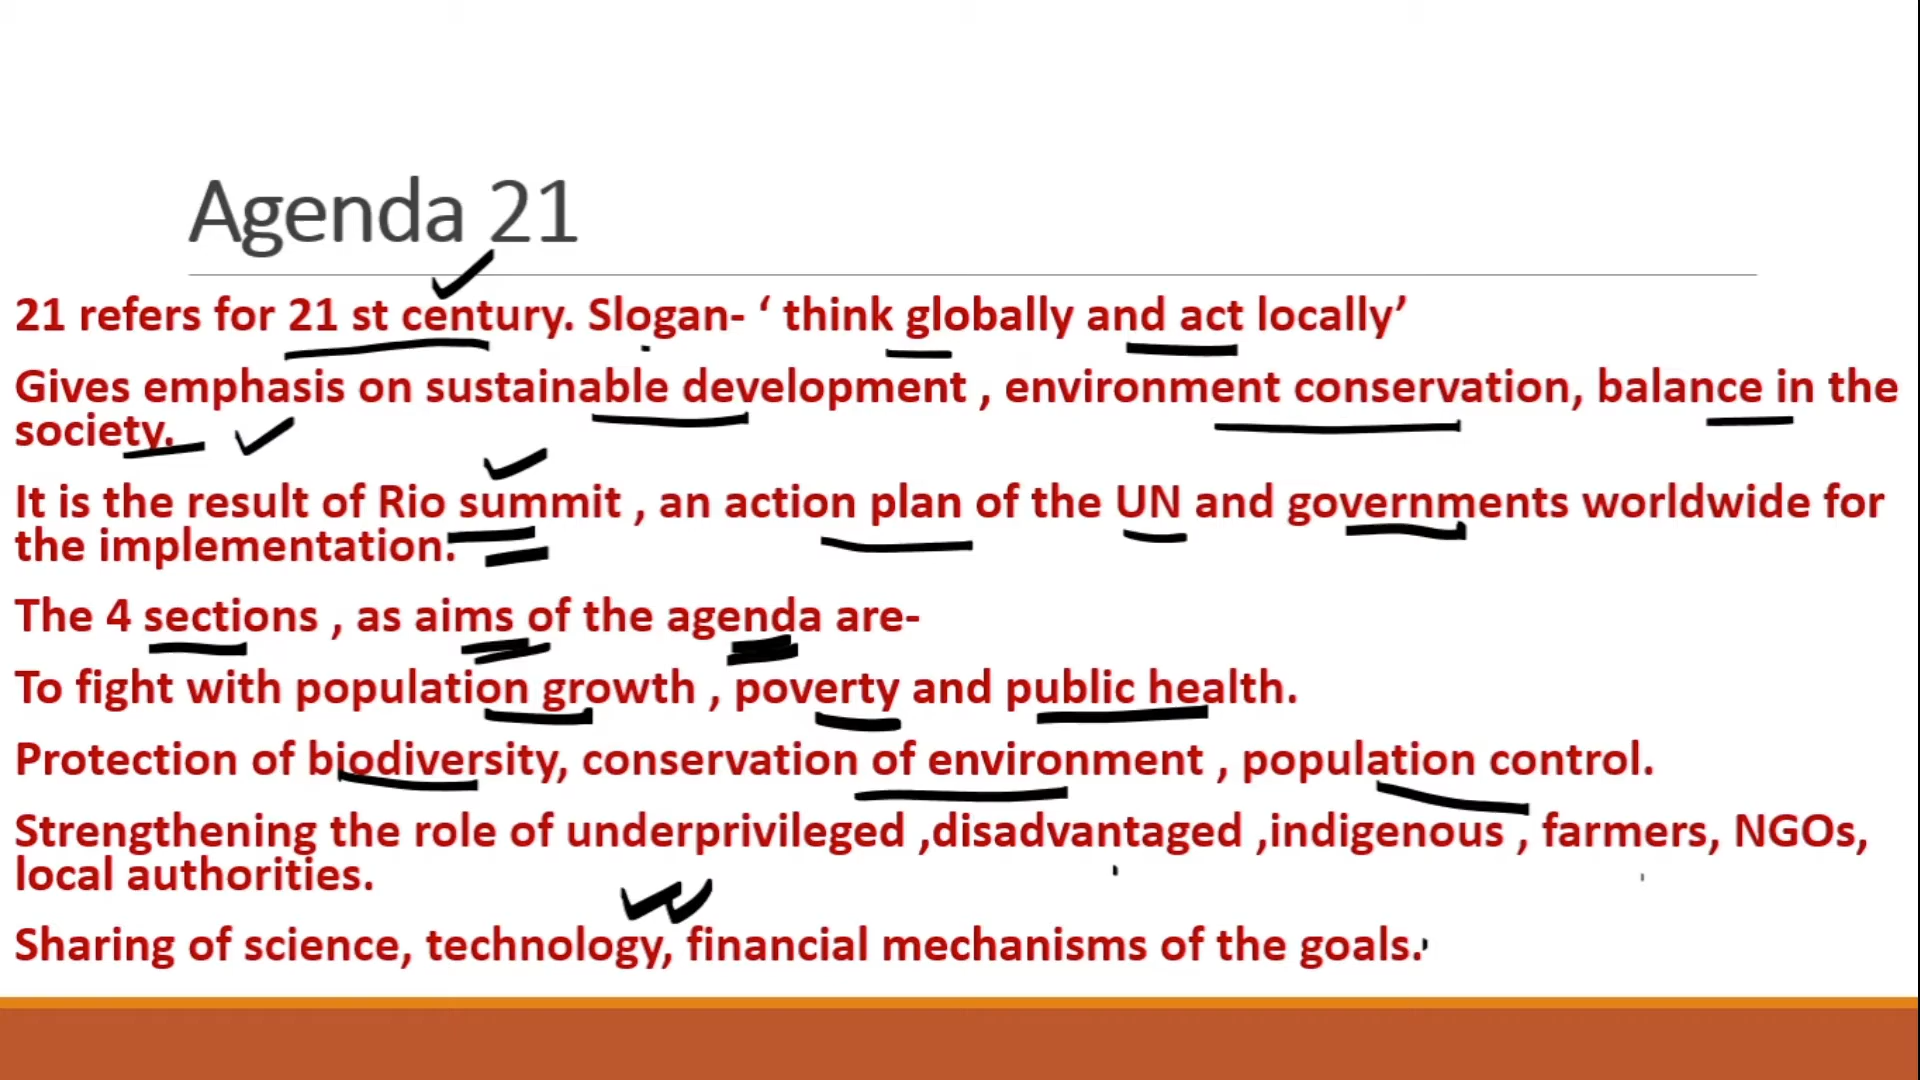 Agenda 21
21 refers for 21 st century. Slogan- ‘ think globally and act locally’
Gives emphasis on sustainable development , environment conservation, balance in the
society.
It is the result of Rio summit , an action plan of the UN and governments worldwide for
the implementation.
The 4 sections , as aims of the agenda are-
To fight with population growth , poverty and public health.
Protection of biodiversity, conservation of environment , population control.
Strengthening the role of underprivileged ,disadvantaged ,indigenous , farmers, NGOs,
local authorities.
Sharing of science, technology, financial mechanisms of the goals.